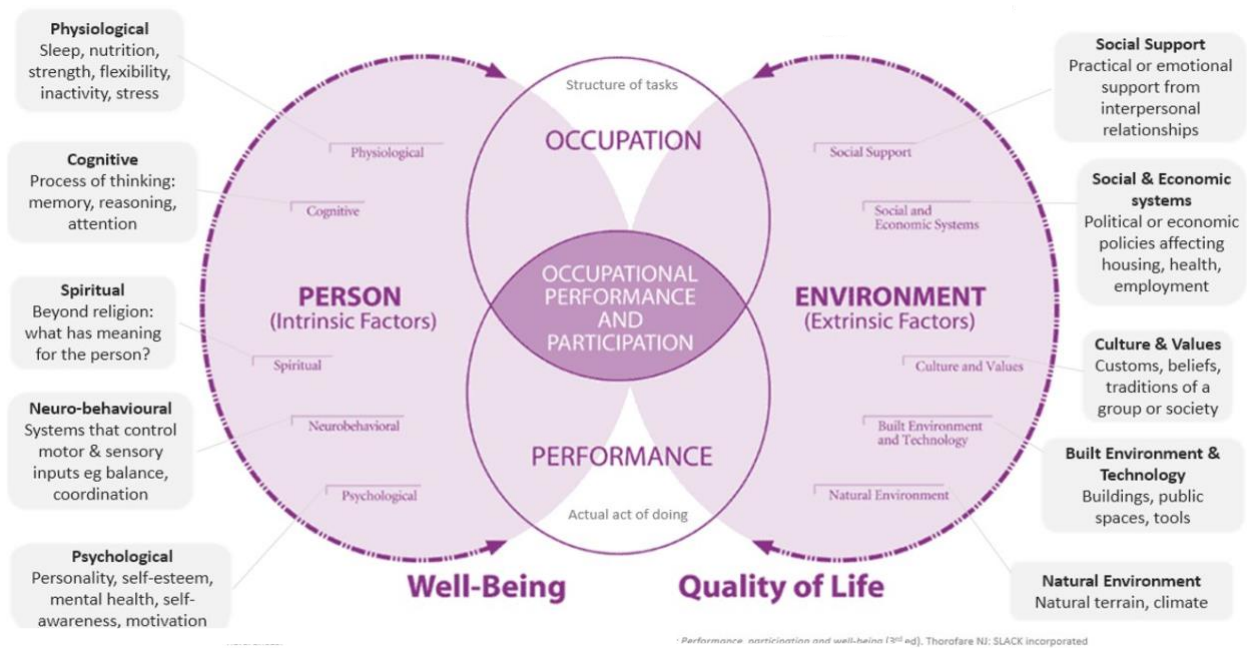 Physiological
Sleep, nutrition,
strength, flexibility,
inactivity, stress
Cognitive
Process of thinking:
memory, reasoning,
attention
Spiritual
Beyond religion:
what has meaning
for the person?
Neuro-behavioural
Systems that control
motor & sensory
inputs eg balance,
coordination
Psychological
Personality, self-esteem,
mental health, self-
awareness, motivation
PERSON
(Intrinsic Factors)
Physiological
Cognitive
Spiritual
Neurobehavioral
Psychological
Structure of tasks
OCCUPATION
OCCUPATIONAL
PERFORMANCE
AND
PARTICIPATION
PERFORMANCE
Actual act of doing
ENVIRONMENT
(Extrinsic Factors)
Social Support
Social and
Economic Systems
Culture and Values
Built Environment
and Technology
Natural Environment
Social Support
Practical or emotional
support from
interpersonal
relationships
Social & Economic
systems
Political or economic
policies affecting
housing, health,
employment
Culture & Values
Customs, beliefs,
traditions of a
group or society
Built Environment &
Technology
Buildings, public
spaces, tools
Natural Environment
Natural terrain, climate
Well-Being
Quality of Life
: Performance, participation and well-being (3rd ed). Thorofare NJ: SLACK incorporated